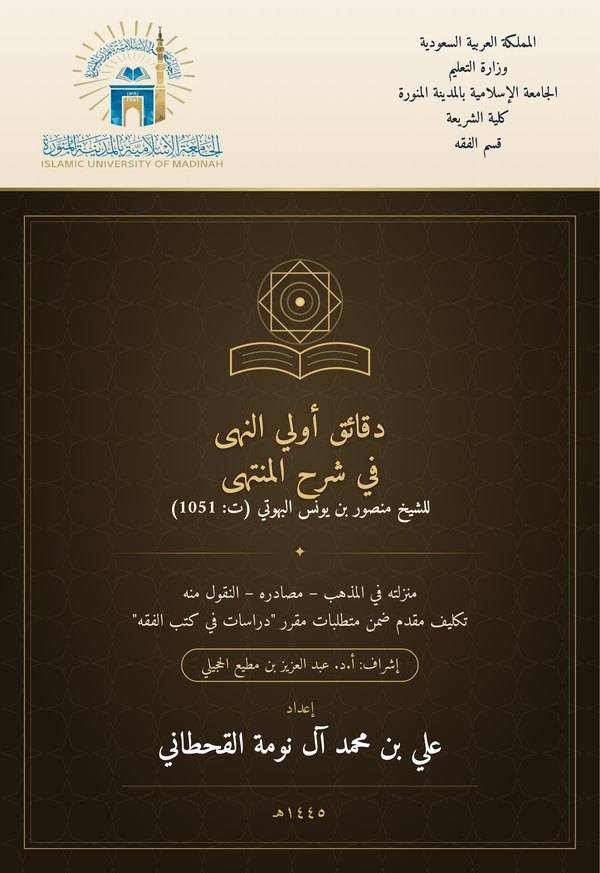 المملكة العربية السعودية
وزارة التعليم
الجامعة الإسلامية بالمدينة المنورة
كلية الشريعة
قسم الفقه
الجامعة الإسلامية بالمدينة المنورة
ISLAMIC UNIVERSITY OF MADINAH
دقائق أولي النهى
في شرح المنتهى
للشيخ منصور بن يونس البهوتي (ت: 1051)
منزلته في المذهب – مصادره – النقول منه
تكليف مقدم ضمن متطلبات مقرر "دراسات في كتب الفقه"
إشراف: أ.د. عبد العزيز بن مطيع الحجيلي
إعداد
علي بن محمد آل نومة القحطاني
١٤٤٥هـ